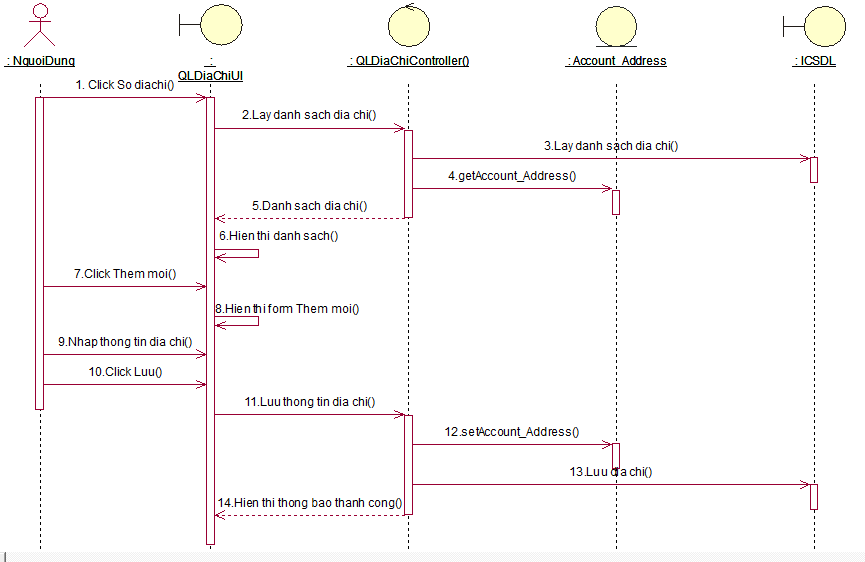 : NguoiDung
:
QLDiaChiUI
: QLDiaChiController()
: Account_Address
: ICSDL
1. Click So diachi()
2.Lay danh sach dia chi()
3.Lay danh sach dia chi()
4.getAccount_Address()
5.Danh sach dia chi()
6.Hien thi danh sach()
7.Click Them moi()
8.Hien thi form Them moi()
9.Nhap thong tin dia chi()
10.Click Luu()
11.Luu thong tin dia chi()
12.setAccount_Address()
13.Luu dia chi()
14.Hien thi thong bao thanh cong()